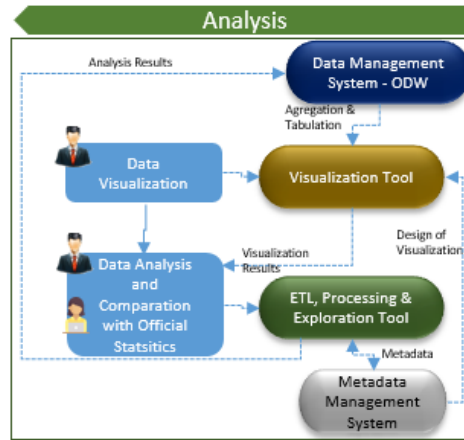 Analysis
Analysis Results
Data Management
System - ODW
Agregation &
Tabulation
Data
Visualization
Visualization Tool
Design of
Visualization
Visualization
Results
Data Analysis
and
Comparation
with Official
Statsitics
ETL, Processing &
Exploration Tool
Metadata
Metadata
Management
System